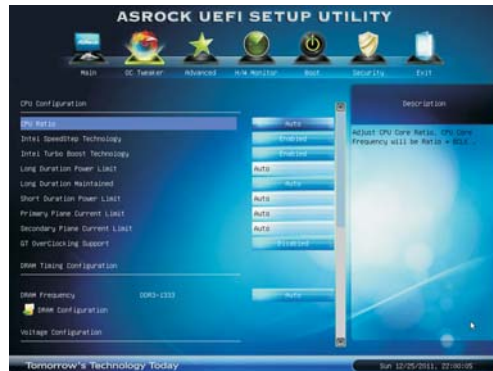 ASROCK UEFI SETUP UTILITY
Main OC Tweaker Advanced H/W Monitor Boot Security Exit
CPU Configuration
Description
CPU Ratio Auto
Adjust CPU Core Ratio, CPU Core
Frequency will be Ratio * BCLK.
Intel SpeedStep Technology Enabled
Intel Turbo Boost Technology Enabled
Long Duration Power Limit Auto
Long Duration Maintained Auto
Short Duration Power Limit Auto
Primary Plane Current Limit Auto
Secondary Plane Current Limit Auto
GT OverClocking Support Disabled
DRAM Timing Configuration
DRAM Frequency DDR3-1333 Auto
DRAM Configuration
Voltage Configuration
Tomorrow's Technology Today
Sun 12/25/2011, 22:00:05